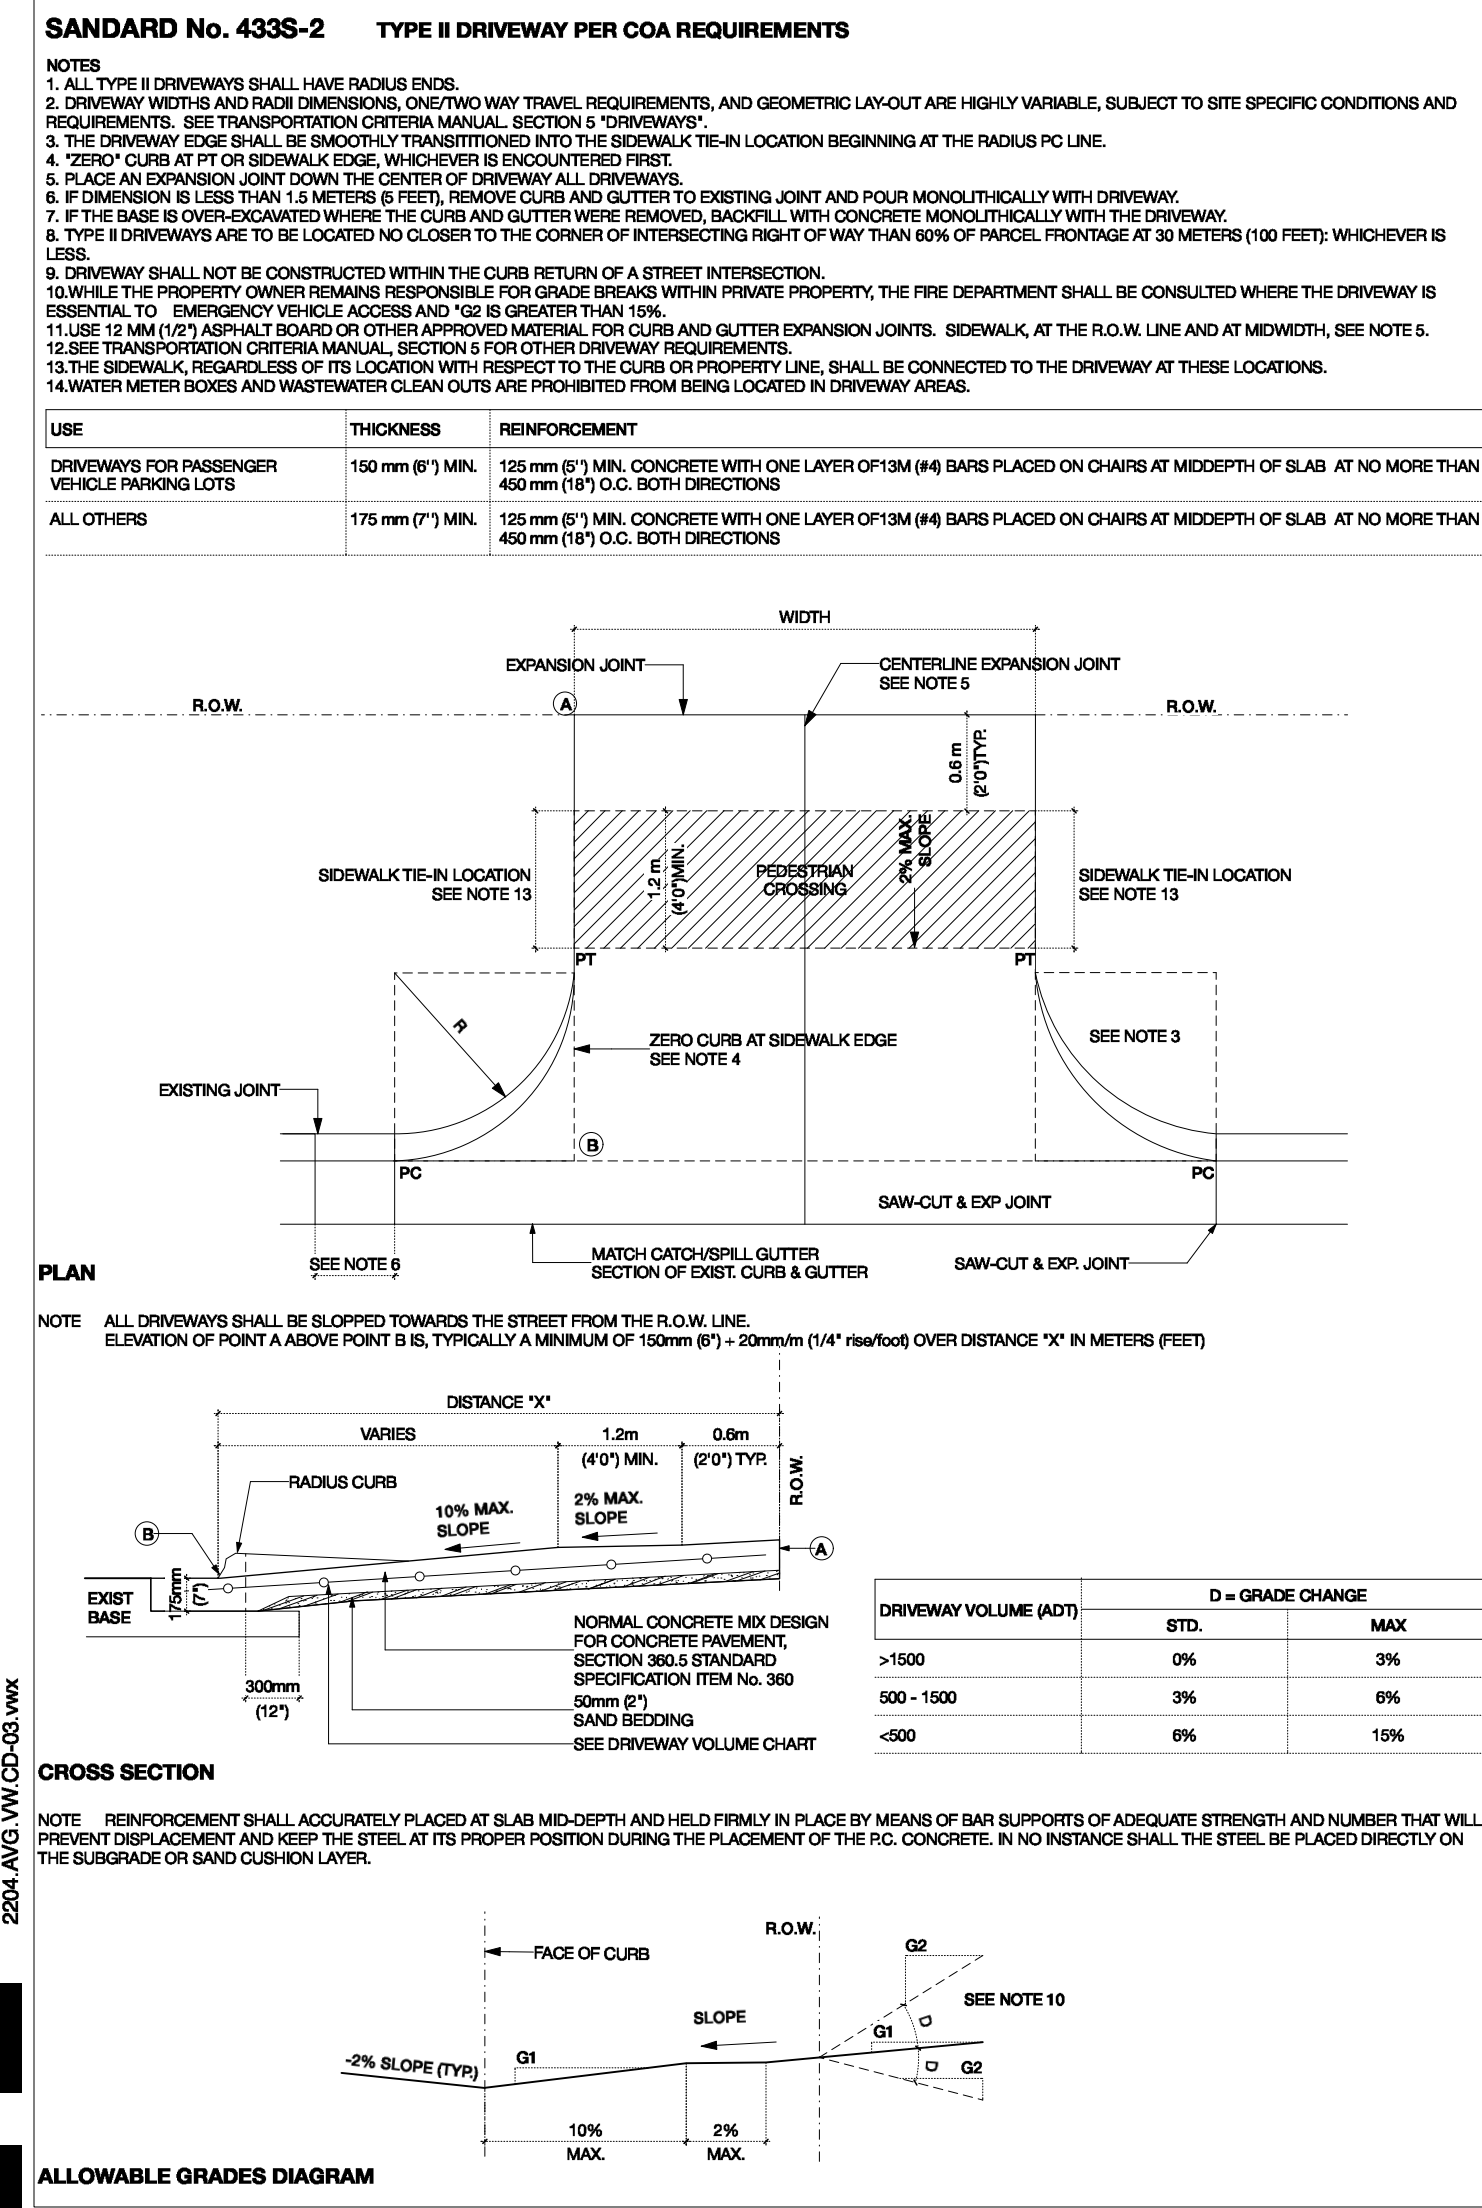 SANDARD No. 433S-2 TYPE II DRIVEWAY PER COA REQUIREMENTS
NOTES
1. ALL TYPE II DRIVEWAYS SHALL HAVE RADIUS ENDS.
2. DRIVEWAY WIDTHS AND RADII DIMENSIONS, ONE/TWO WAY TRAVEL REQUIREMENTS, AND GEOMETRIC LAY-OUT ARE HIGHLY VARIABLE, SUBJECT TO SITE SPECIFIC CONDITIONS AND
REQUIREMENTS. SEE TRANSPORTATION CRITERIA MANUAL. SECTION 5 "DRIVEWAYS".
3. THE DRIVEWAY EDGE SHALL BE SMOOTHLY TRANSITITIONED INTO THE SIDEWALK TIE-IN LOCATION BEGINNING AT THE RADIUS PC LINE.
4. "ZERO" CURB AT PT OR SIDEWALK EDGE, WHICHEVER IS ENCOUNTERED FIRST.
5. PLACE AN EXPANSION JOINT DOWN THE CENTER OF DRIVEWAY ALL DRIVEWAYS.
6. IF DIMENSION IS LESS THAN 1.5 METERS (5 FEET), REMOVE CURB AND GUTTER TO EXISTING JOINT AND POUR MONOLITHICALLY WITH DRIVEWAY.
7. IF THE BASE IS OVER-EXCAVATED WHERE THE CURB AND GUTTER WERE REMOVED, BACKFILL WITH CONCRETE MONOLITHICALLY WITH THE DRIVEWAY.
8. TYPE II DRIVEWAYS ARE TO BE LOCATED NO CLOSER TO THE CORNER OF INTERSECTING RIGHT OF WAY THAN 60% OF PARCEL FRONTAGE AT 30 METERS (100 FEET): WHICHEVER IS
LESS.
9. DRIVEWAY SHALL NOT BE CONSTRUCTED WITHIN THE CURB RETURN OF A STREET INTERSECTION.
10.WHILE THE PROPERTY OWNER REMAINS RESPONSIBLE FOR GRADE BREAKS WITHIN PRIVATE PROPERTY, THE FIRE DEPARTMENT SHALL BE CONSULTED WHERE THE DRIVEWAY IS
ESSENTIAL TO EMERGENCY VEHICLE ACCESS AND "G2 IS GREATER THAN 15%.
11.USE 12 MM (1/2") ASPHALT BOARD OR OTHER APPROVED MATERIAL FOR CURB AND GUTTER EXPANSION JOINTS. SIDEWALK, AT THE R.O.W. LINE AND AT MIDWIDTH, SEE NOTE 5.
12.SEE TRANSPORTATION CRITERIA MANUAL, SECTION 5 FOR OTHER DRIVEWAY REQUIREMENTS.
13.THE SIDEWALK, REGARDLESS OF ITS LOCATION WITH RESPECT TO THE CURB OR PROPERTY LINE, SHALL BE CONNECTED TO THE DRIVEWAY AT THESE LOCATIONS.
14.WATER METER BOXES AND WASTEWATER CLEAN OUTS ARE PROHIBITED FROM BEING LOCATED IN DRIVEWAY AREAS.
USE THICKNESS REINFORCEMENT
DRIVEWAYS FOR PASSENGER 150 mm (6'') MIN. 125 mm (5'') MIN. CONCRETE WITH ONE LAYER OF13M (#4) BARS PLACED ON CHAIRS AT MIDDEPTH OF SLAB AT NO MORE THAN
VEHICLE PARKING LOTS 450 mm (18") O.C. BOTH DIRECTIONS
ALL OTHERS 175 mm (7'') MIN. 125 mm (5'') MIN. CONCRETE WITH ONE LAYER OF13M (#4) BARS PLACED ON CHAIRS AT MIDDEPTH OF SLAB AT NO MORE THAN
450 mm (18") O.C. BOTH DIRECTIONS
WIDTH
EXPANSION JOINT
CENTERLINE EXPANSION JOINT
SEE NOTE 5
A
R.O.W.
R.O.W.
0.6 m
(2'0")TYP.
SIDEWALK TIE-IN LOCATION
SEE NOTE 13
1.2 m
(4'0")MIN.
PEDESTRIAN
CROSSING
2% MAX.
SLOPE
SIDEWALK TIE-IN LOCATION
SEE NOTE 13
PT
PT
R
ZERO CURB AT SIDEWALK EDGE
SEE NOTE 4
SEE NOTE 3
EXISTING JOINT
B
PC
PC
SAW-CUT & EXP JOINT
SEE NOTE 6
MATCH CATCH/SPILL GUTTER
SECTION OF EXIST. CURB & GUTTER
SAW-CUT & EXP. JOINT
PLAN
NOTE ALL DRIVEWAYS SHALL BE SLOPPED TOWARDS THE STREET FROM THE R.O.W. LINE.
ELEVATION OF POINT A ABOVE POINT B IS, TYPICALLY A MINIMUM OF 150mm (6") + 20mm/m (1/4" rise/foot) OVER DISTANCE "X" IN METERS (FEET)
DISTANCE "X"
VARIES
1.2m
(4'0") MIN.
0.6m
(2'0") TYP.
R.O.W.
RADIUS CURB
10% MAX.
SLOPE
2% MAX.
SLOPE
B
A
EXIST
BASE
175mm
(7")
300mm
(12")
NORMAL CONCRETE MIX DESIGN
FOR CONCRETE PAVEMENT,
SECTION 360.5 STANDARD
SPECIFICATION ITEM No. 360
50mm (2")
SAND BEDDING
SEE DRIVEWAY VOLUME CHART
DRIVEWAY VOLUME (ADT) D = GRADE CHANGE
STD. MAX
>1500 0% 3%
500 - 1500 3% 6%
<500 6% 15%
CROSS SECTION
NOTE REINFORCEMENT SHALL ACCURATELY PLACED AT SLAB MID-DEPTH AND HELD FIRMLY IN PLACE BY MEANS OF BAR SUPPORTS OF ADEQUATE STRENGTH AND NUMBER THAT WILL
PREVENT DISPLACEMENT AND KEEP THE STEEL AT ITS PROPER POSITION DURING THE PLACEMENT OF THE P.C. CONCRETE. IN NO INSTANCE SHALL THE STEEL BE PLACED DIRECTLY ON
THE SUBGRADE OR SAND CUSHION LAYER.
FACE OF CURB
R.O.W.
G2
SEE NOTE 10
SLOPE
D
G1
D
G2
-2% SLOPE (TYP.)
G1
10%
MAX.
2%
MAX.
ALLOWABLE GRADES DIAGRAM
2204.AVG.VW.CD-03.vwx